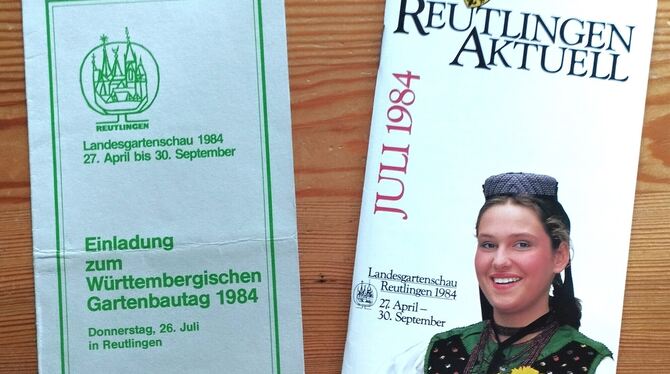 REUTLINGEN
Landesgartenschau 1984
27. April bis 30. September
Einladung
zum
Württembergischen
Gartenbautag 1984
Donnerstag, 26. Juli
in Reutlingen
REUTLINGEN
AKTUELL
JULI 1984
Landesgartenschau
Reutlingen 1984
27. April –
30. September